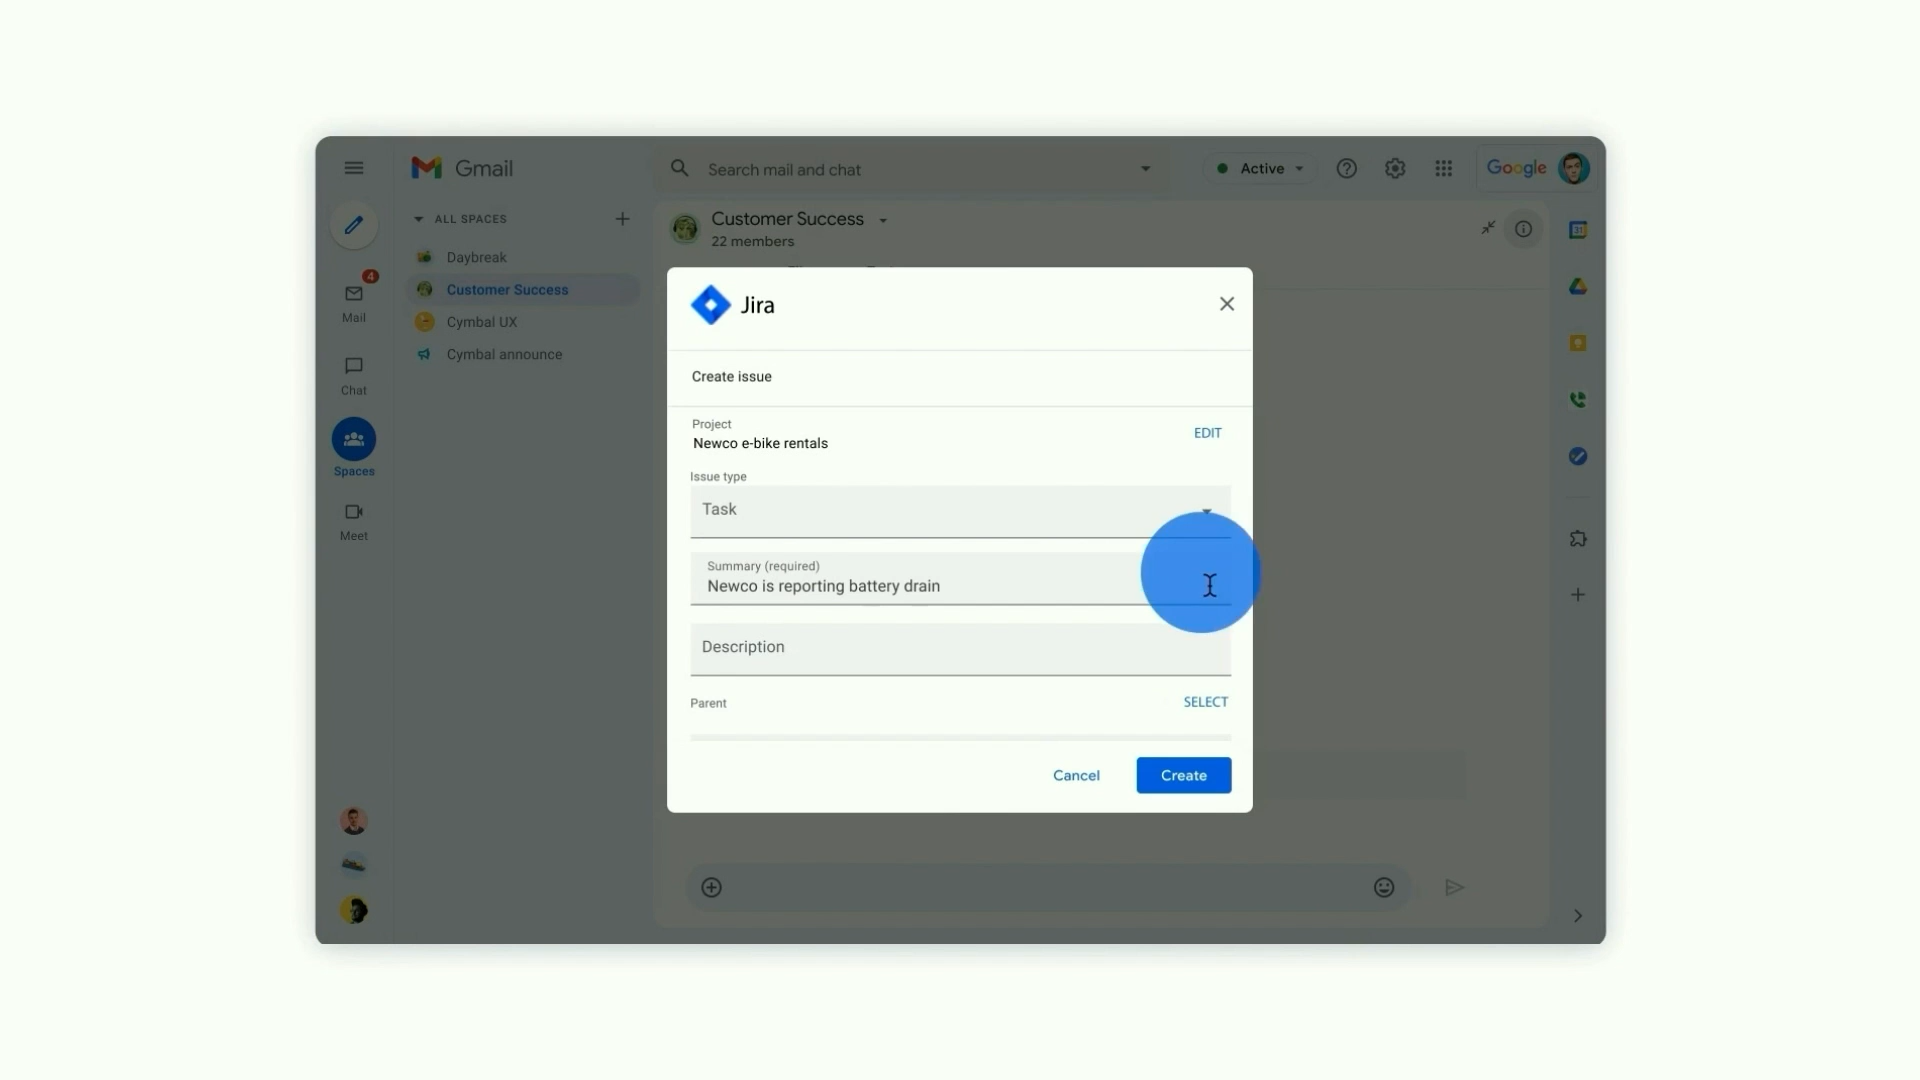 Gmail
Search mail and chat
Active
Google
ALL SPACES
Daybreak
Customer Success
Cymbal UX
Cymbal announce
4
Mail
Chat
Spaces
Meet
Customer Success
22 members
31
Jira
Create issue
Project
Newco e-bike rentals
EDIT
Issue type
Task
Summary (required)
Newco is reporting battery drain
Description
Parent
SELECT
Cancel
Create